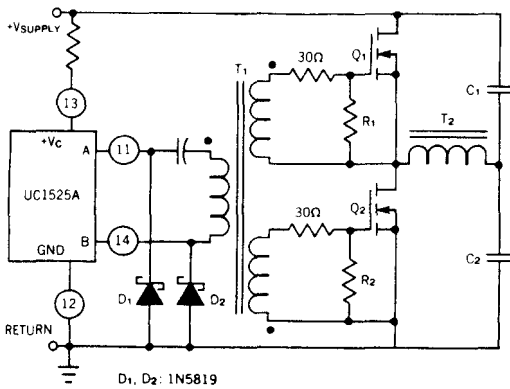 +VSUPPLY
13
+VC
A
11
UC1525A
B
14
GND
12
RETURN
D1
D2
T1
30Ω
Q1
R1
C1
T2
30Ω
Q2
R2
C2
D1, D2: 1N5819